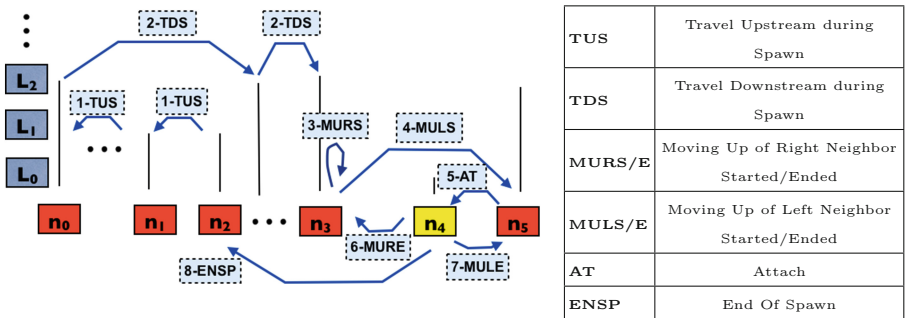 2-TDS
2-TDS
L2
1-TUS
1-TUS
3-MURS
4-MULS
L1
L0
5-AT
n0
n1
n2
n3
n4
n5
6-MURE
7-MULE
8-ENSP
TUS
Travel Upstream during
Spawn
TDS
Travel Downstream during
Spawn
MURS/E
Moving Up of Right Neighbor
Started/Ended
MULS/E
Moving Up of Left Neighbor
Started/Ended
AT
Attach
ENSP
End Of Spawn